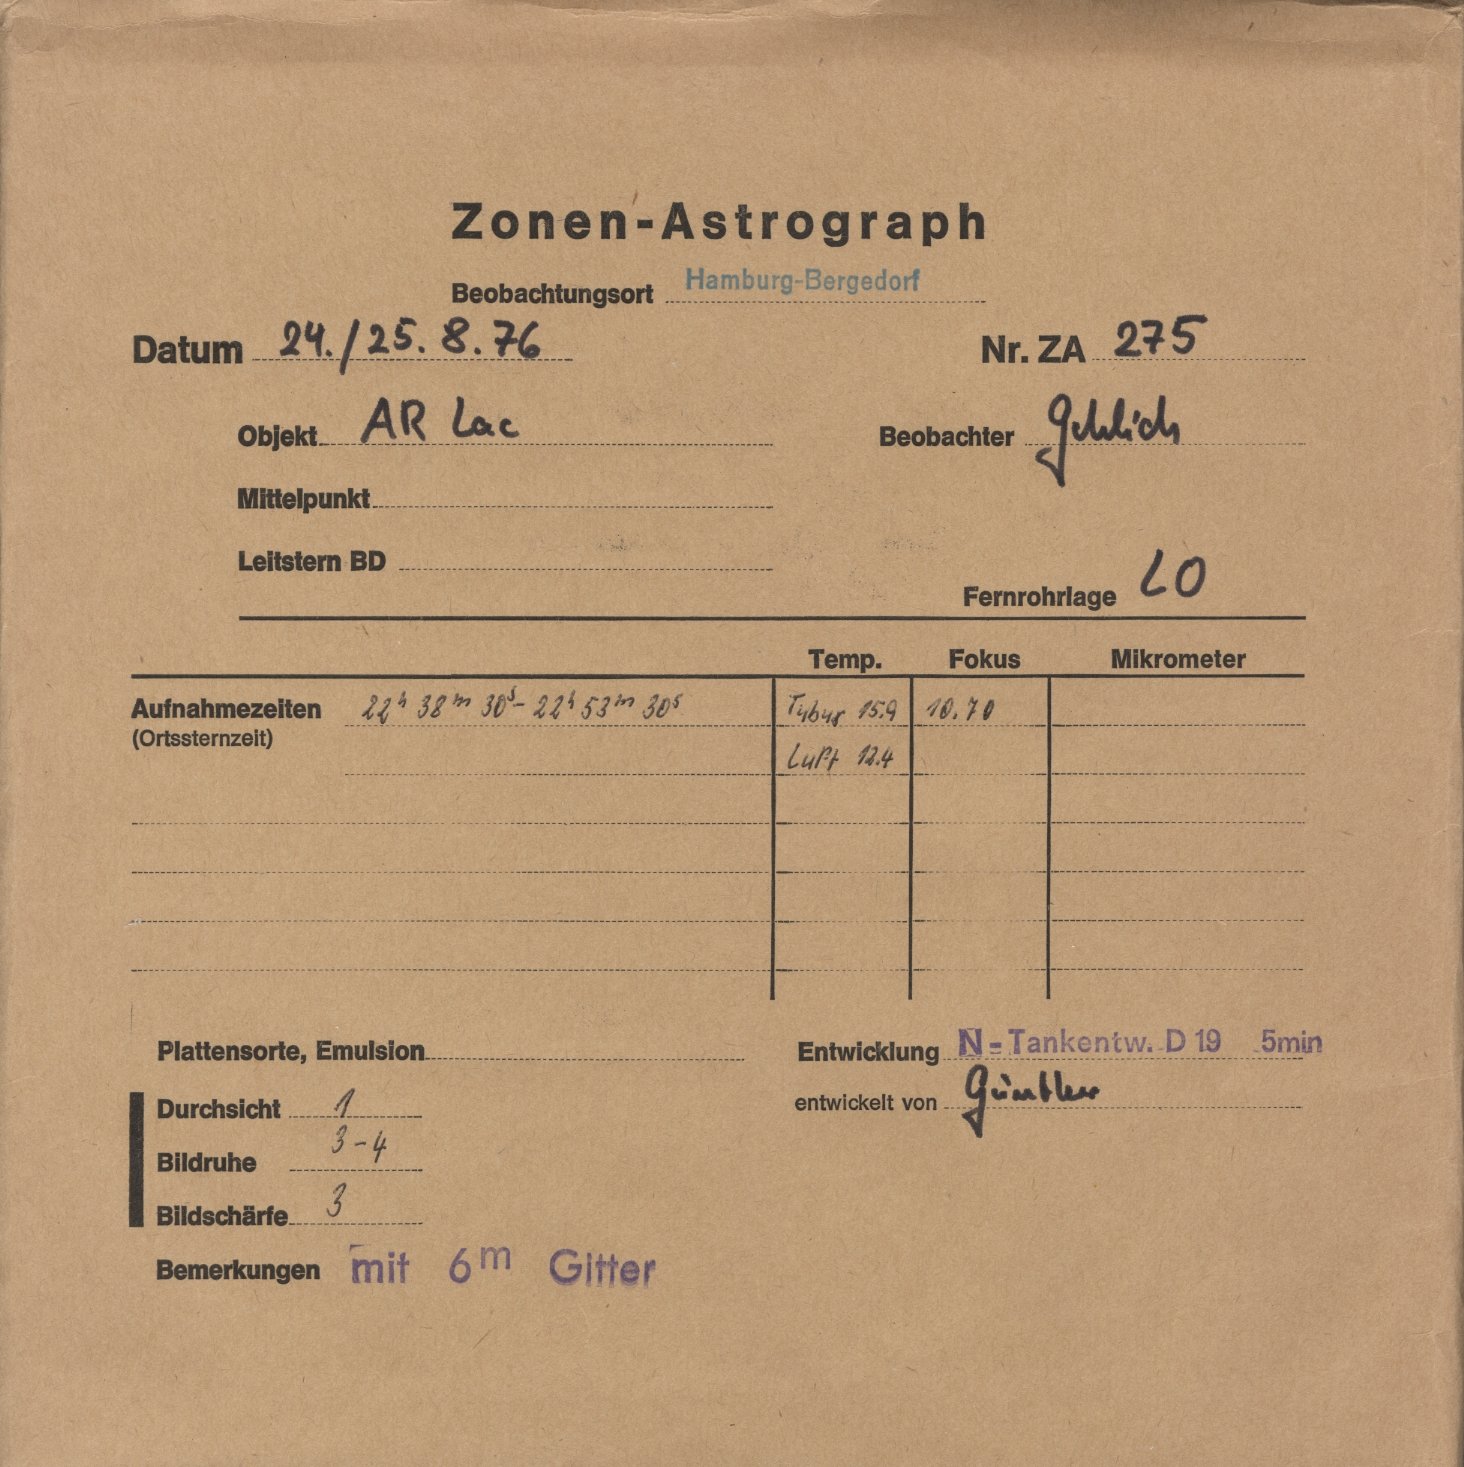 Zonen-Astrograph
Beobachtungsort Hamburg-Bergedorf
Datum 24./25. 8. 76 Nr. ZA 275
Objekt AR Lac Beobachter
Mittelpunkt
Leitstern BD
Fernrohrlage LO
Temp. Fokus Mikrometer
Aufnahmezeiten 22h 38m 30s - 22h 53m 30s Tubus 15.9 10.70
(Ortssternzeit) Luft 12.4
Plattensorte, Emulsion Entwicklung N-Tankentw. D 19 5min
Durchsicht 1 entwickelt von Günther
Bildruhe 3-4
Bildschärfe 3
Bemerkungen mit 6m Gitter